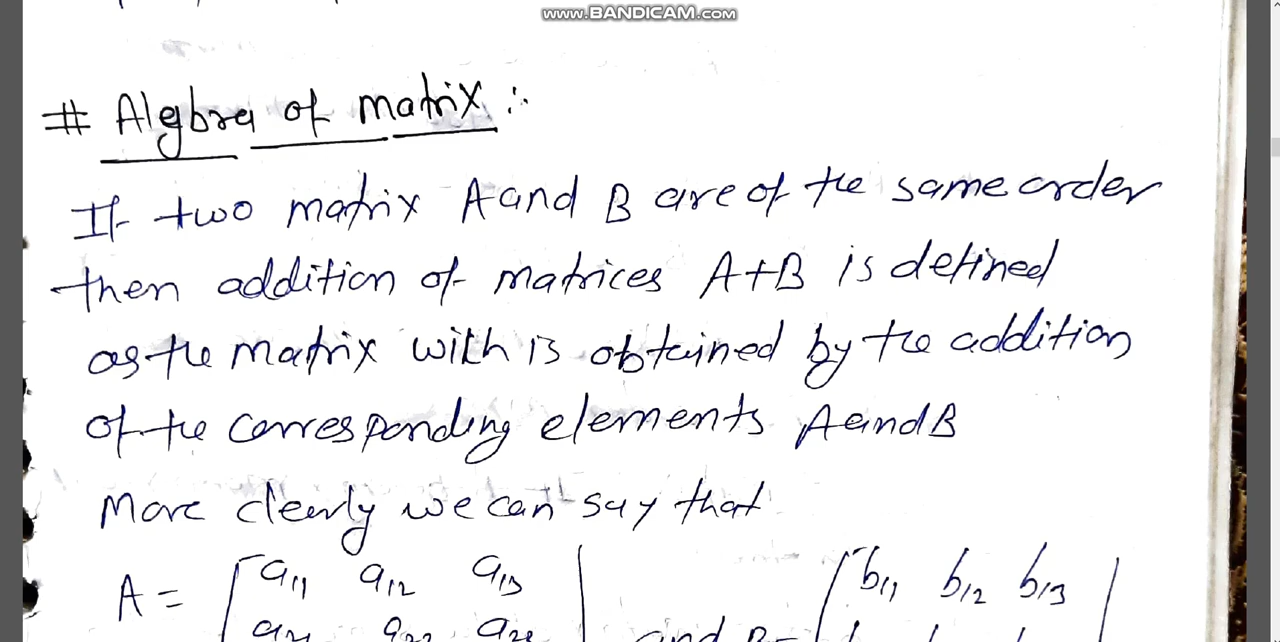 www.BANDICAM.com
# Alegbra of matrix :
If two matrix A and B are of the same order
then addition of matrices A+B is defined
as the matrix with is obtained by the addition
of the corresponding elements A and B
More clearly we can say that
A = [ a11 a12 a13 b11 b12 b13
and B =